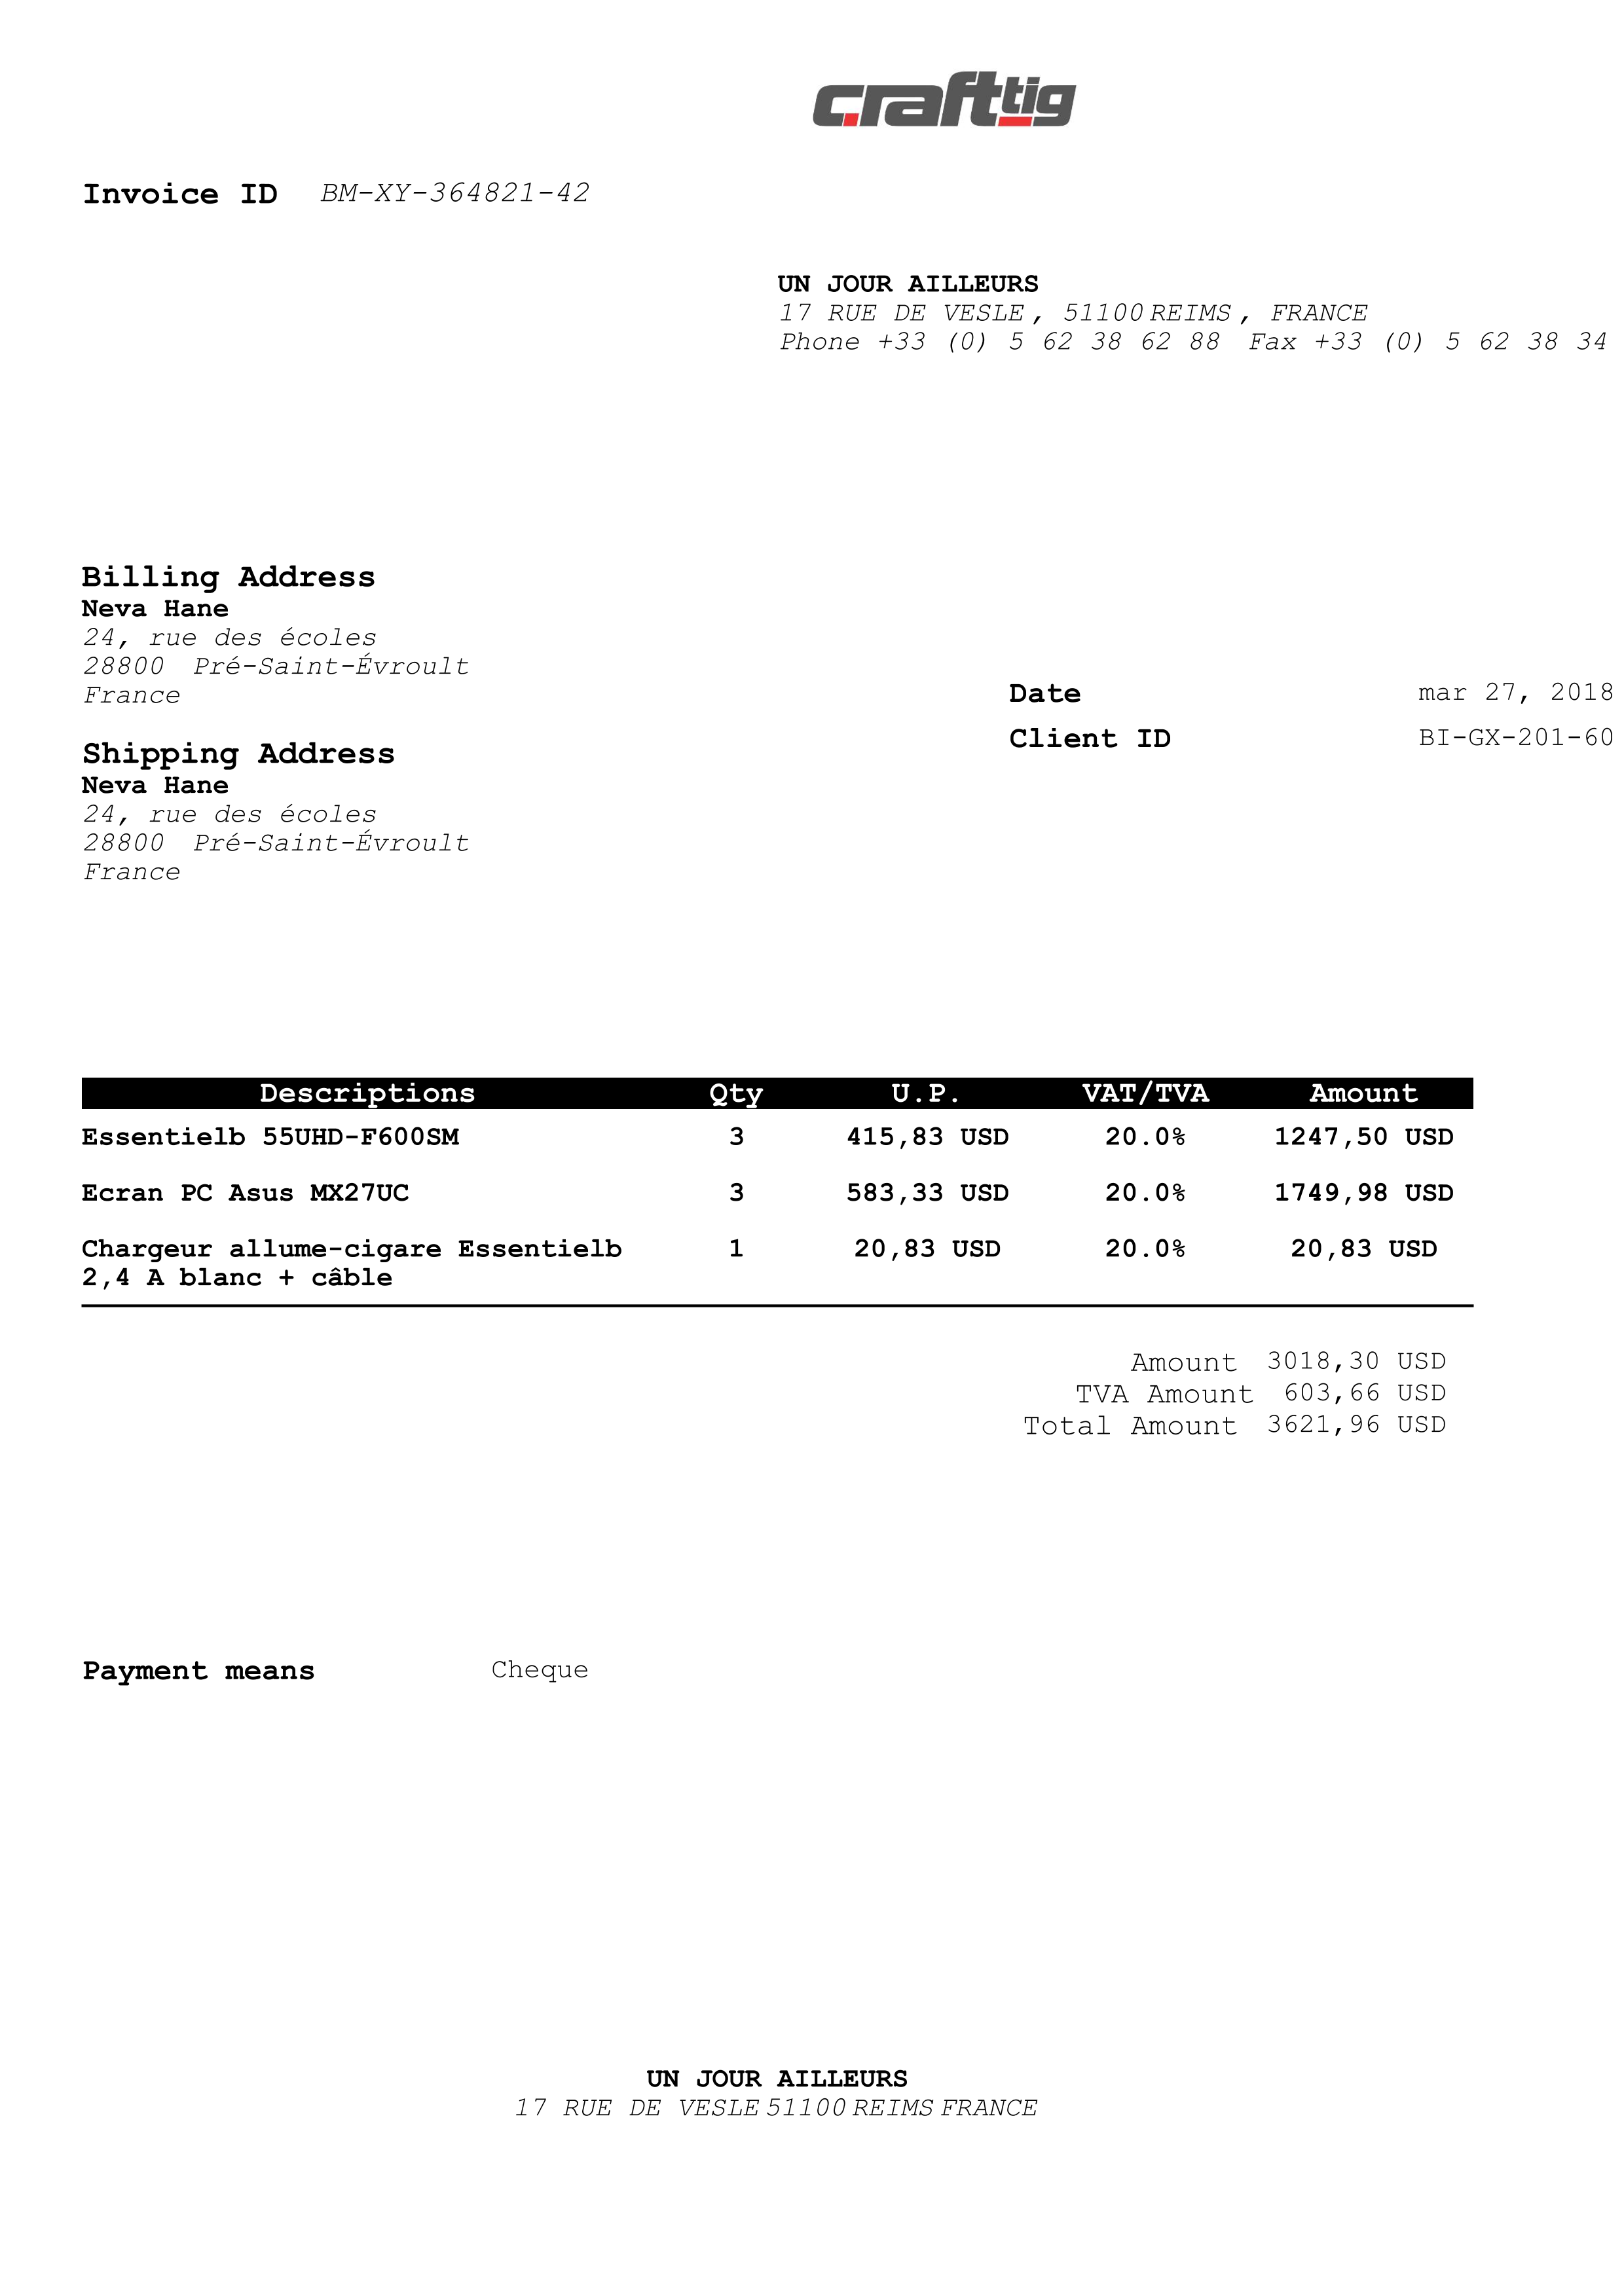 crafttig
Invoice ID BM-XY-364821-42
UN JOUR AILLEURS
17 RUE DE VESLE , 51100 REIMS , FRANCE
Phone +33 (0) 5 62 38 62 88 Fax +33 (0) 5 62 38 34
Billing Address
Neva Hane
24, rue des écoles
28800 Pré-Saint-Évroult
France
Date mar 27, 2018
Client ID BI-GX-201-60
Shipping Address
Neva Hane
24, rue des écoles
28800 Pré-Saint-Évroult
France
Descriptions Qty U.P. VAT/TVA Amount
Essentielb 55UHD-F600SM 3 415,83 USD 20.0% 1247,50 USD
Ecran PC Asus MX27UC 3 583,33 USD 20.0% 1749,98 USD
Chargeur allume-cigare Essentielb 1 20,83 USD 20.0% 20,83 USD
2,4 A blanc + câble
Amount 3018,30 USD
TVA Amount 603,66 USD
Total Amount 3621,96 USD
Payment means Cheque
UN JOUR AILLEURS
17 RUE DE VESLE 51100 REIMS FRANCE